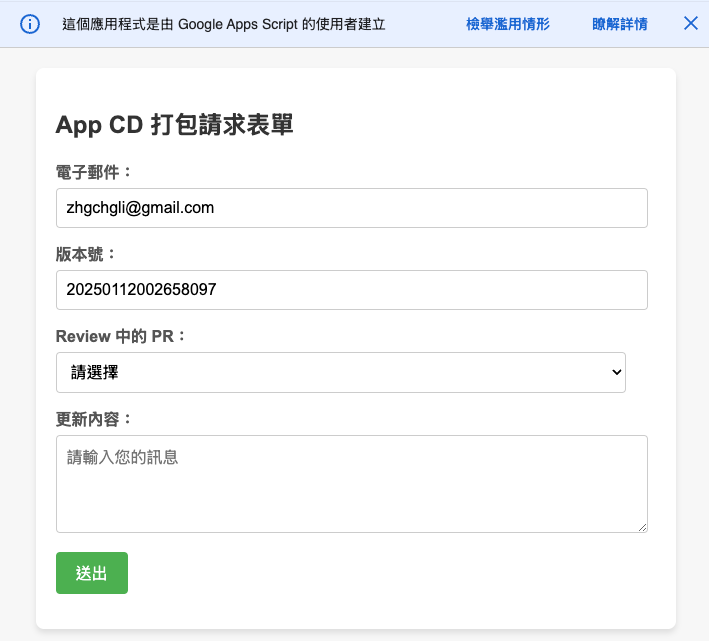 這個應用程式是由 Google Apps Script 的使用者建立 檢舉濫用情形 瞭解詳情
App CD 打包請求表單
電子郵件：
zhgchgli@gmail.com
版本號：
20250112002658097
Review 中的 PR：
請選擇
更新內容：
請輸入您的訊息
送出